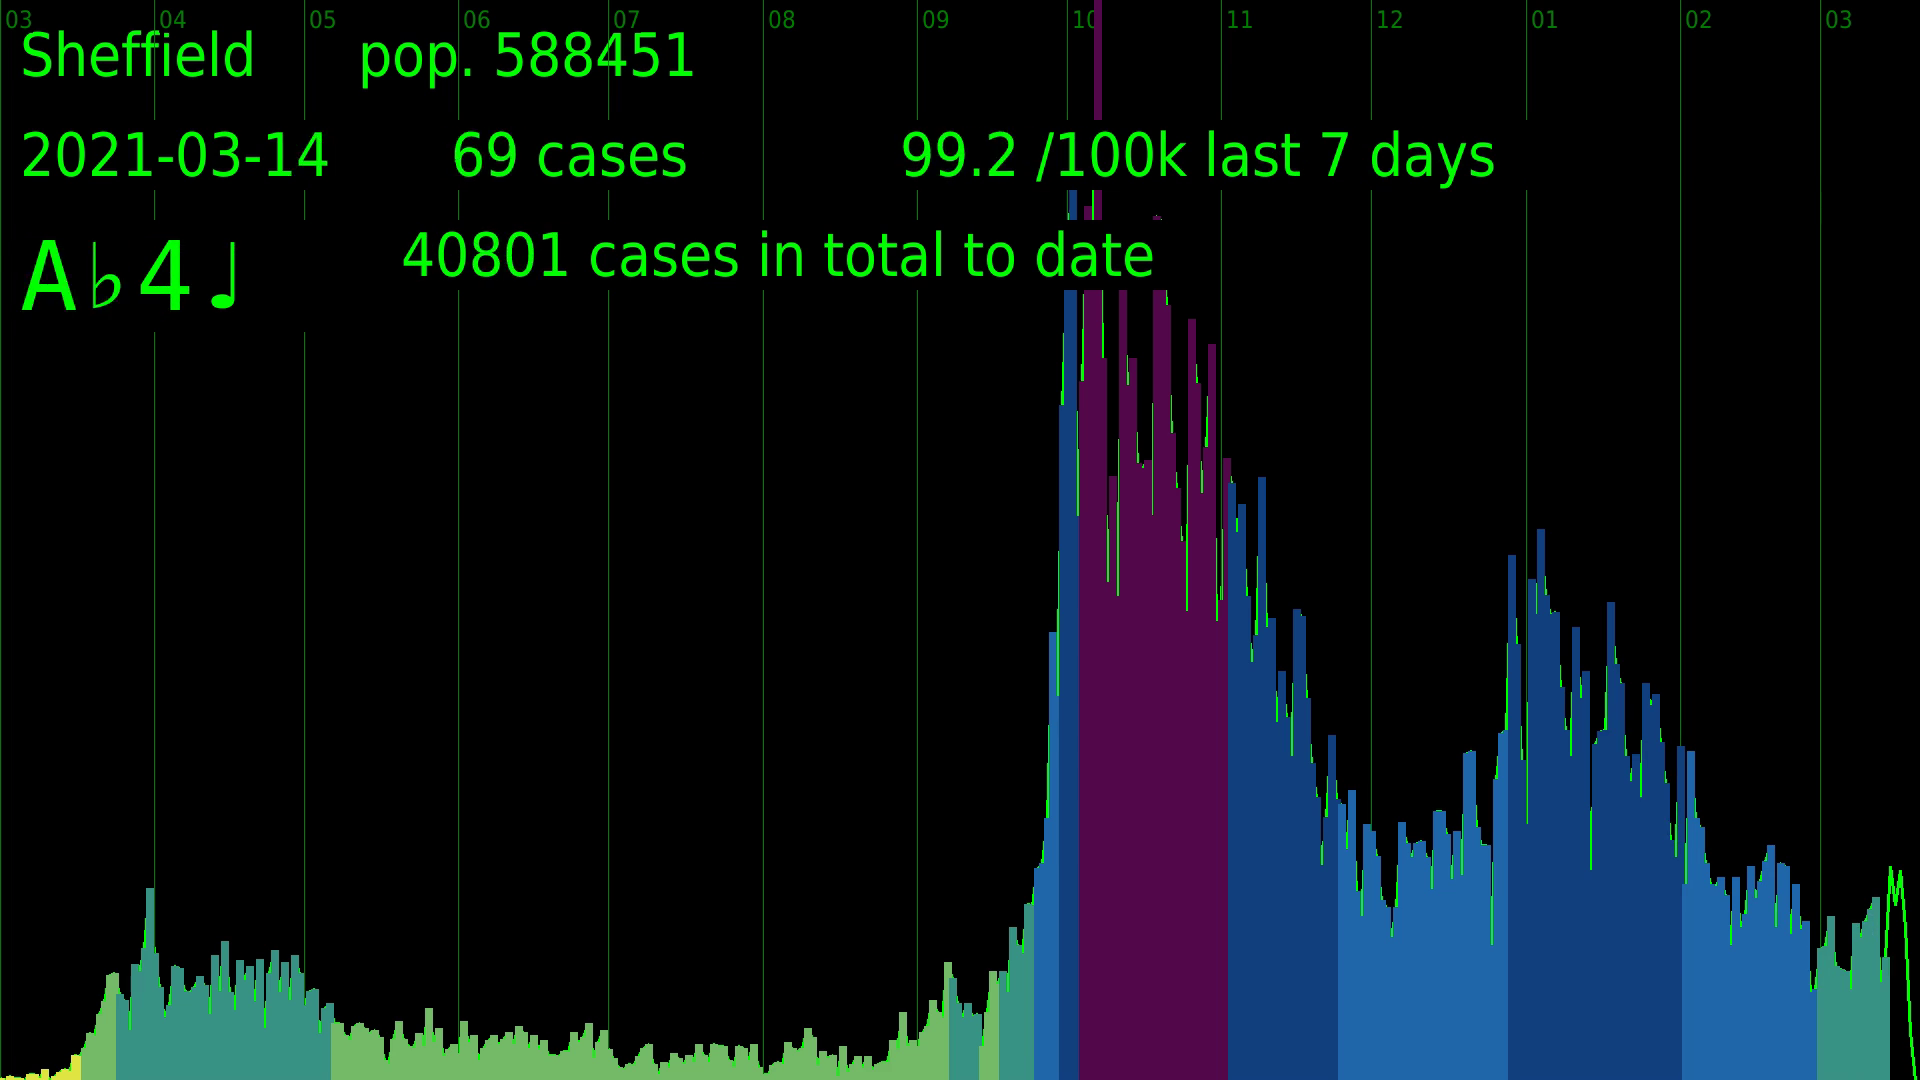 03 04 05 06 07 08 09 10 11 12 01 02 03
Sheffield pop. 588451
2021-03-14 69 cases 99.2 /100k last 7 days
A♭4♩ 40801 cases in total to date